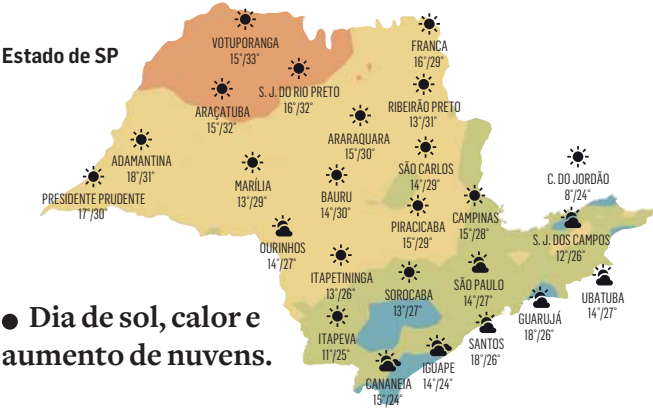 Estado de SP
VOTUPORANGA
15°/33°
FRANCA
16°/29°
S. J. DO RIO PRETO
16°/32°
ARAÇATUBA
15°/32°
RIBEIRÃO PRETO
13°/31°
ARARAQUARA
15°/30°
ADAMANTINA
18°/31°
PRESIDENTE PRUDENTE
17°/30°
MARÍLIA
13°/29°
BAURU
14°/30°
SÃO CARLOS
14°/29°
C. DO JORDÃO
8°/24°
PIRACICABA
15°/29°
CAMPINAS
15°/28°
S. J. DOS CAMPOS
12°/26°
OURINHOS
14°/27°
ITAPETININGA
13°/26°
SOROCABA
13°/27°
SÃO PAULO
14°/27°
UBATUBA
14°/27°
GUARUJÁ
18°/26°
ITAPEVA
11°/25°
SANTOS
18°/26°
IGUAPE
14°/24°
CANANEIA
15°/24°
● Dia de sol, calor e
aumento de nuvens.